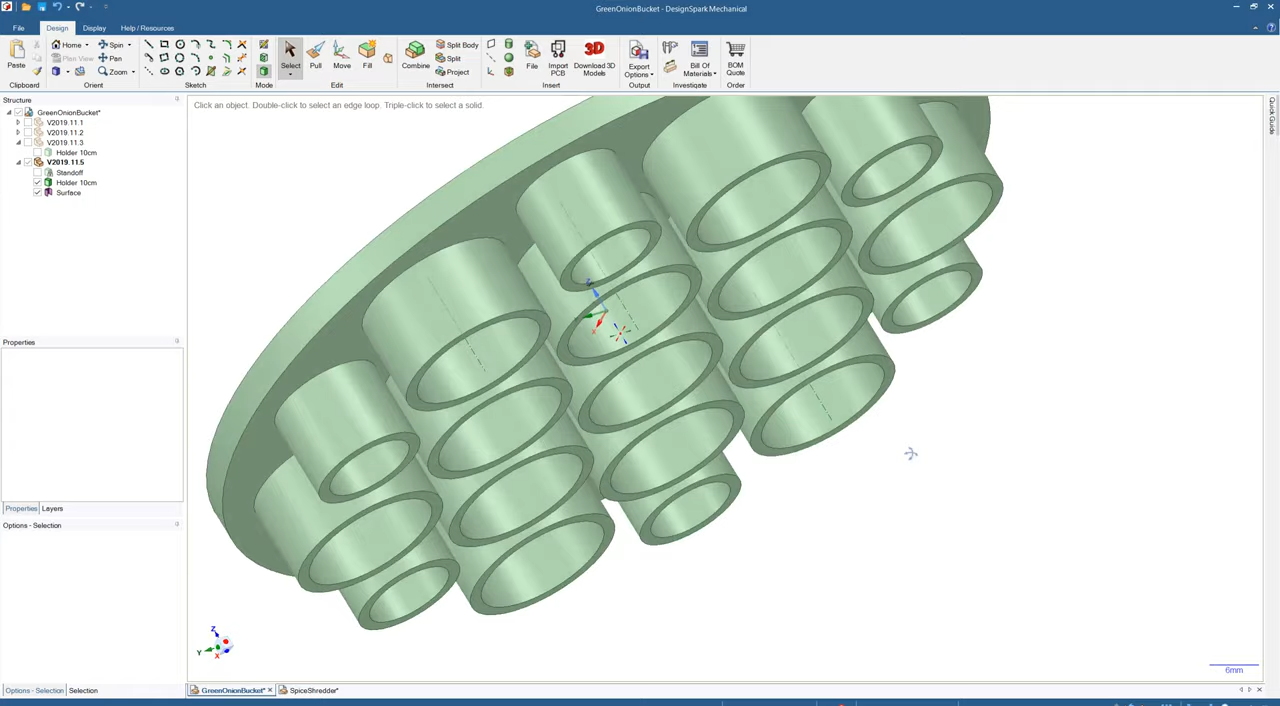 GreenOnionBucket - DesignSpark Mechanical
File Design Display Help / Resources
Paste Home Spin Plan View Pan Zoom Select Pull Move Fill Combine Split Body Split Project File Import PCB Download 3D Models Export Options Bill Of Materials BOM Quote
3D
Clipboard Orient Sketch Mode Edit Intersect Insert Output Investigate Order
Structure
Click an object. Double-click to select an edge loop. Triple-click to select a solid.
Quick Guide
GreenOnionBucket*
V2019.11.1
V2019.11.2
V2019.11.3
Holder 10cm
V2019.11.5
Standoff
Holder 10cm
Surface
Properties
Properties Layers
Options - Selection
Z
Y
X
6mm
Options - Selection Selection
GreenOnionBucket* SpiceShredder*